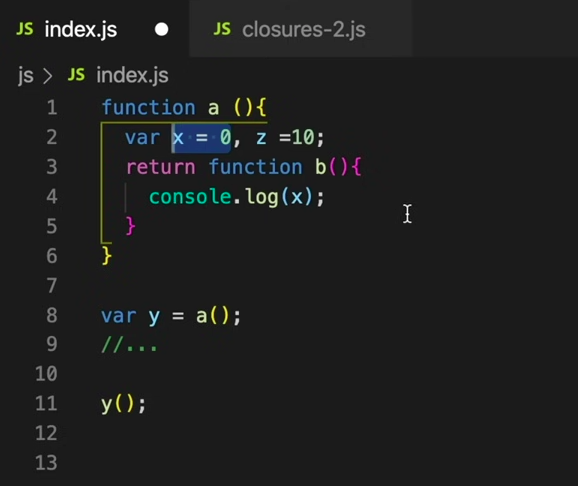 JS index.js ● JS closures-2.js
js > JS index.js
1 function a (){
2 var x = 0, z =10;
3 return function b(){
4 console.log(x);
5 }
6 }
7
8 var y = a();
9 //...
10
11 y();
12
13